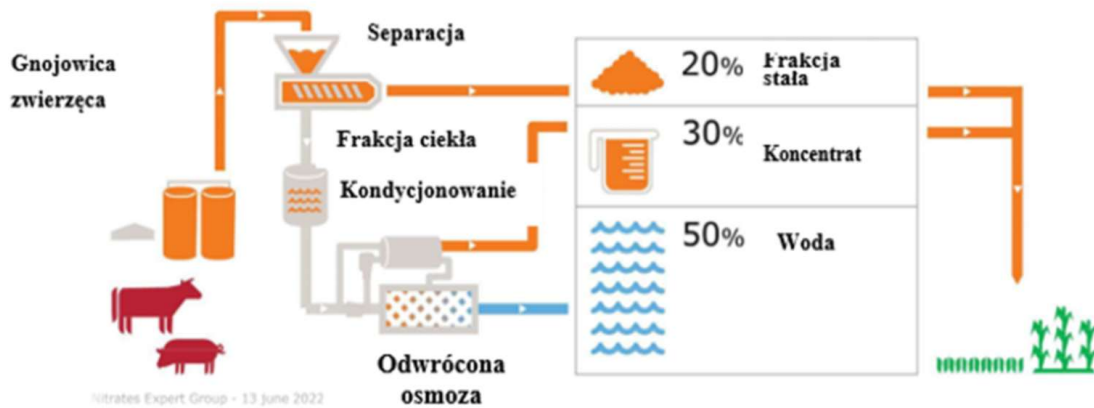 Gnojowica
zwierzęca
Separacja
Frakcja ciekła
Kondycjonowanie
Odwrócona
osmoza
20% Frakcja
stała
30% Koncentrat
50% Woda
Nitrates Expert Group - 13 june 2022